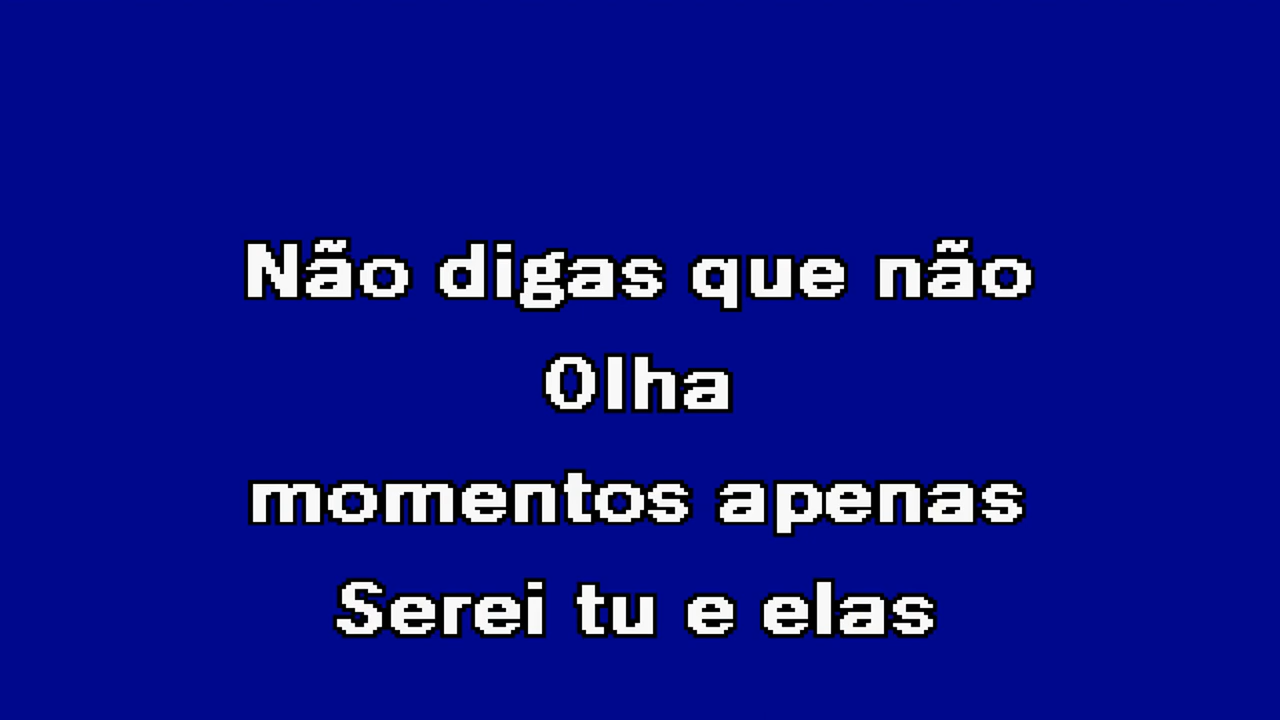 Não digas que não
Olha
momentos apenas
Serei tu e elas